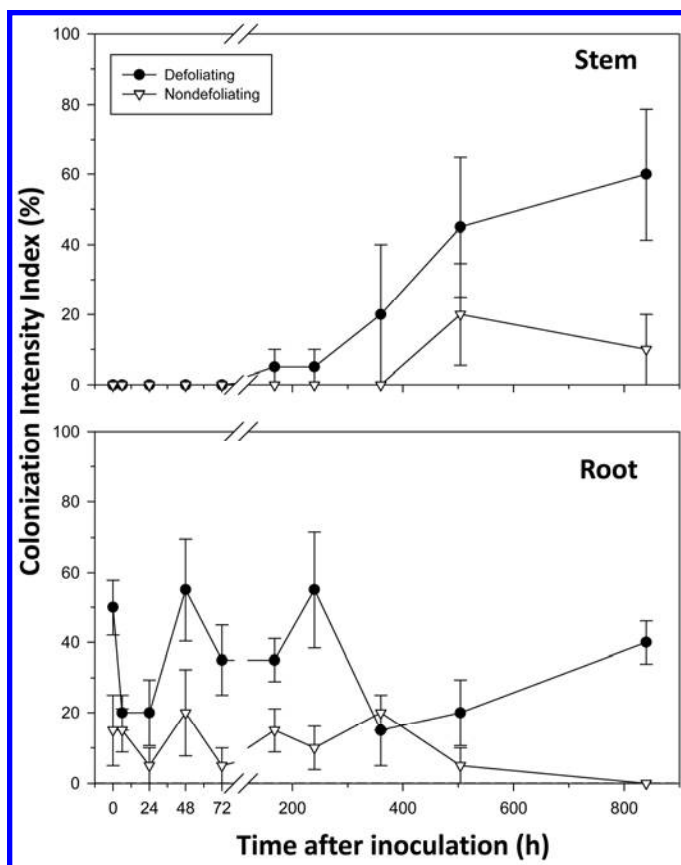 100
Stem
Defoliating
Nondefoliating
80
60
40
20
0
Colonization Intensity Index (%)
100
Root
80
60
40
20
0
0 24 48 72 200 400 600 800
Time after inoculation (h)